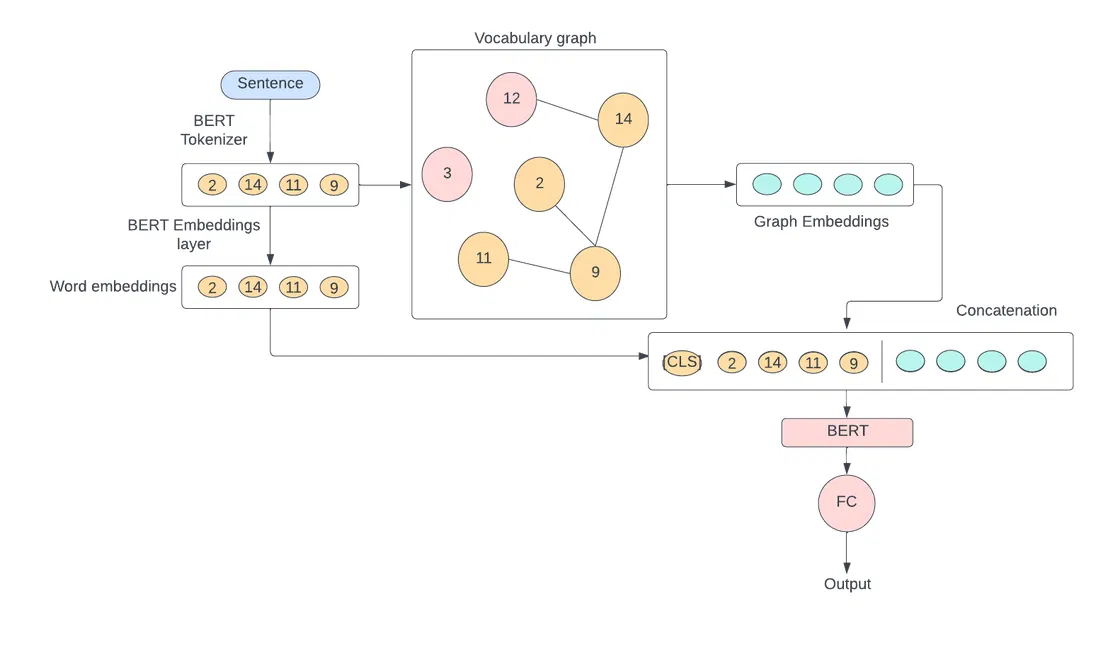 Vocabulary graph
Sentence
BERT
Tokenizer
2 14 11 9
12
14
3
2
11
9
BERT Embeddings
layer
Word embeddings
2 14 11 9
Graph Embeddings
Concatenation
[CLS] 2 14 11 9
BERT
FC
Output